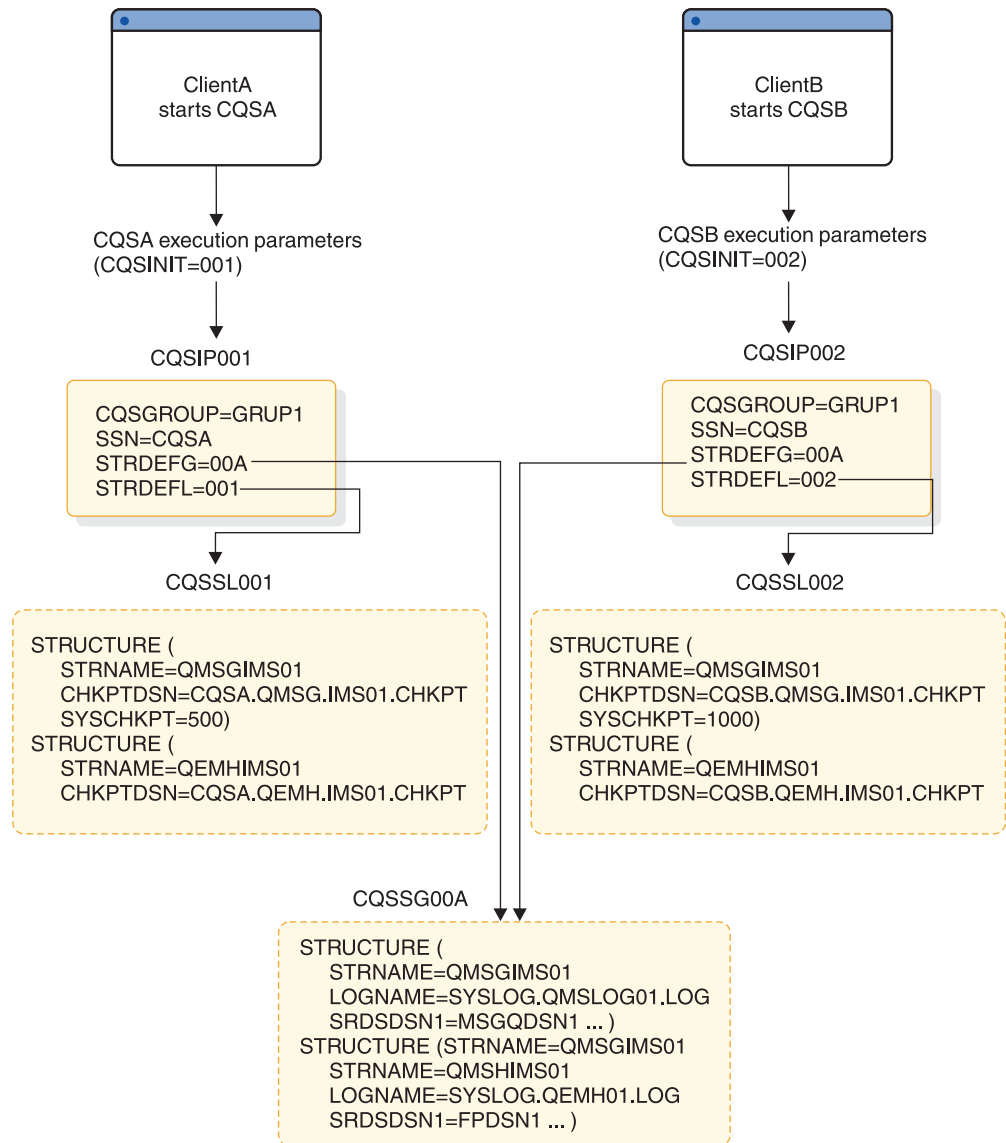 ClientA
starts CQSA
CQSA execution parameters
(CQSINIT=001)
CQSIP001
CQSGROUP=GRUP1
SSN=CQSA
STRDEFG=00A
STRDEFL=001
CQSSL001
STRUCTURE (
STRNAME=QMSGIMS01
CHKPTDSN=CQSA.QMSG.IMS01.CHKPT
SYSCHKPT=500)
STRUCTURE (
STRNAME=QEMHIMS01
CHKPTDSN=CQSA.QEMH.IMS01.CHKPT
ClientB
starts CQSB
CQSB execution parameters
(CQSINIT=002)
CQSIP002
CQSGROUP=GRUP1
SSN=CQSB
STRDEFG=00A
STRDEFL=002
CQSSL002
STRUCTURE (
STRNAME=QMSGIMS01
CHKPTDSN=CQSB.QMSG.IMS01.CHKPT
SYSCHKPT=1000)
STRUCTURE (
STRNAME=QEMHIMS01
CHKPTDSN=CQSB.QEMH.IMS01.CHKPT
CQSSG00A
STRUCTURE (
STRNAME=QMSGIMS01
LOGNAME=SYSLOG.QMSLOG01.LOG
SRDSDSN1=MSGQDSN1 ... )
STRUCTURE (STRNAME=QMSGIMS01
STRNAME=QMSHIMS01
LOGNAME=SYSLOG.QEMH01.LOG
SRDSDSN1=FPDSN1 ... )